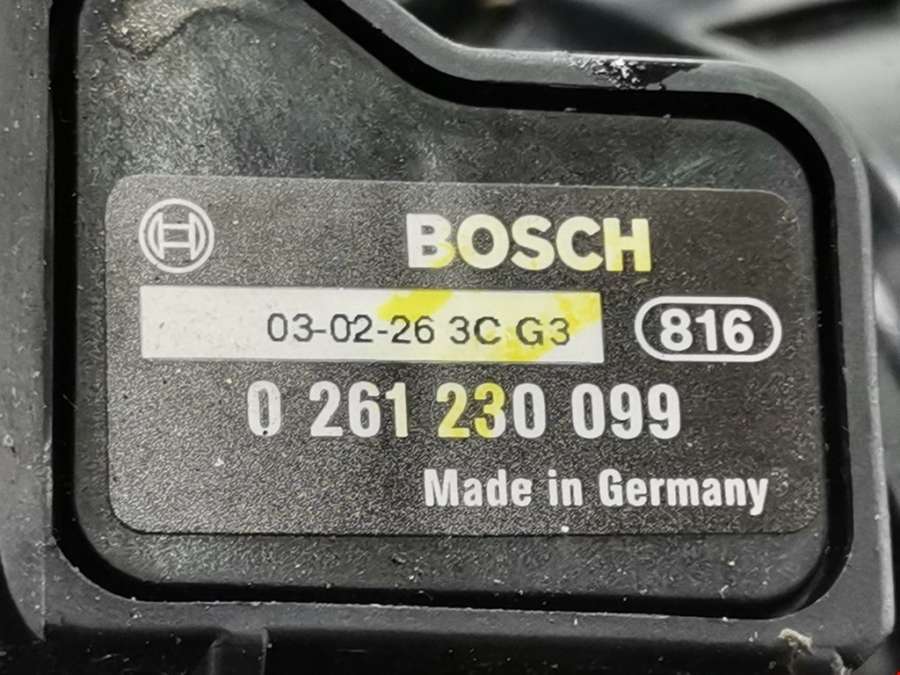 BOSCH
03-02-26 3C G3
816
0 261 230 099
Made in Germany